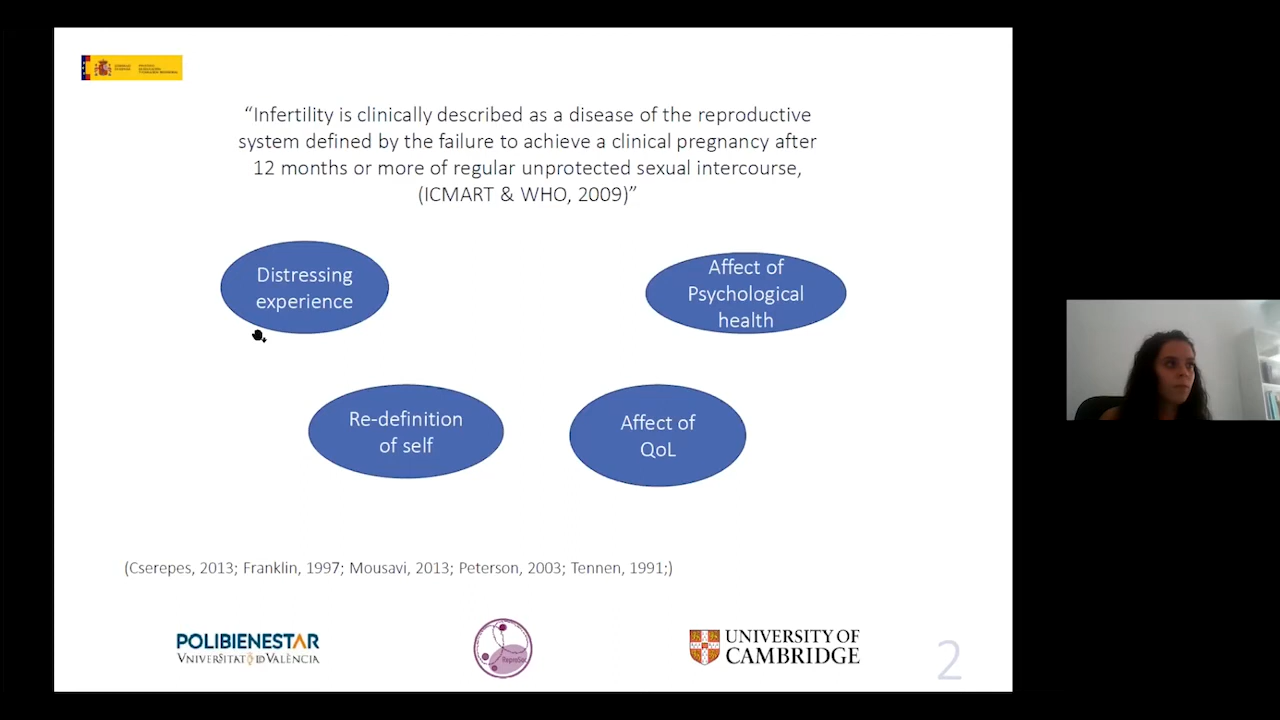 “Infertility is clinically described as a disease of the reproductive
system defined by the failure to achieve a clinical pregnancy after
12 months or more of regular unprotected sexual intercourse,
(ICMART & WHO, 2009)”
Distressing
experience
Affect of
Psychological
health
Re-definition
of self
Affect of
QoL
(Cserepes, 2013; Franklin, 1997; Mousavi, 2013; Peterson, 2003; Tennen, 1991;)
POLIBIENESTAR
VNIVERSITAT ID VALÈNCIA
UNIVERSITY OF
CAMBRIDGE
2